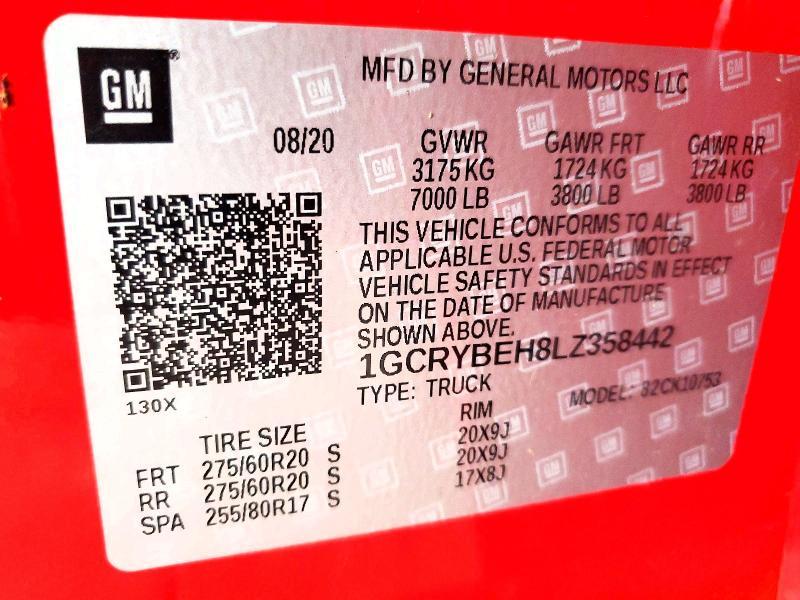 GM
MFD BY GENERAL MOTORS LLC
08/20 GVWR GAWR FRT GAWR RR
3175 KG 1724 KG 1724 KG
7000 LB 3800 LB 3800 LB
THIS VEHICLE CONFORMS TO ALL
APPLICABLE U.S. FEDERAL MOTOR
VEHICLE SAFETY STANDARDS IN EFFECT
ON THE DATE OF MANUFACTURE
SHOWN ABOVE.
1GCRYBEH8LZ358442
TYPE: TRUCK MODEL: 82CK10753
130X
TIRE SIZE RIM
FRT 275/60R20 S 20X9J
RR 275/60R20 S 20X9J
SPA 255/80R17 S 17X8J